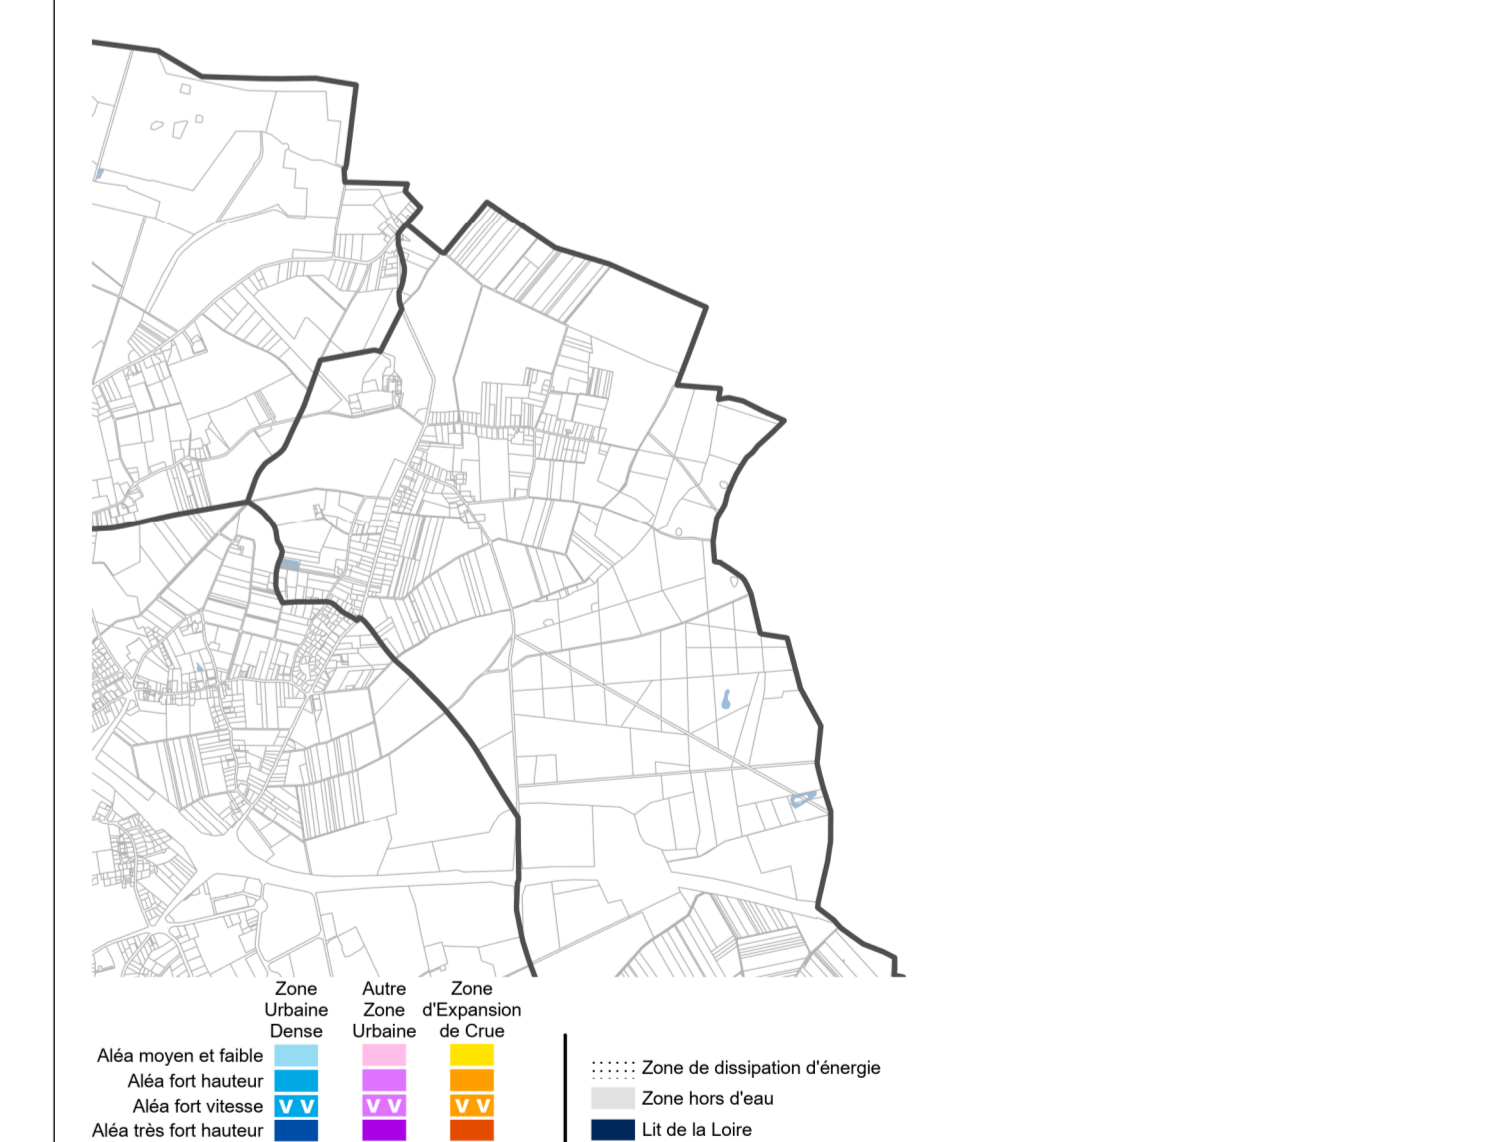 Zone
Urbaine
Dense
Autre
Zone
Urbaine
Zone
d'Expansion
de Crue
Aléa moyen et faible
Aléa fort hauteur
Aléa fort vitesse
V V
V V
V V
Aléa très fort hauteur
Zone de dissipation d'énergie
Zone hors d'eau
Lit de la Loire